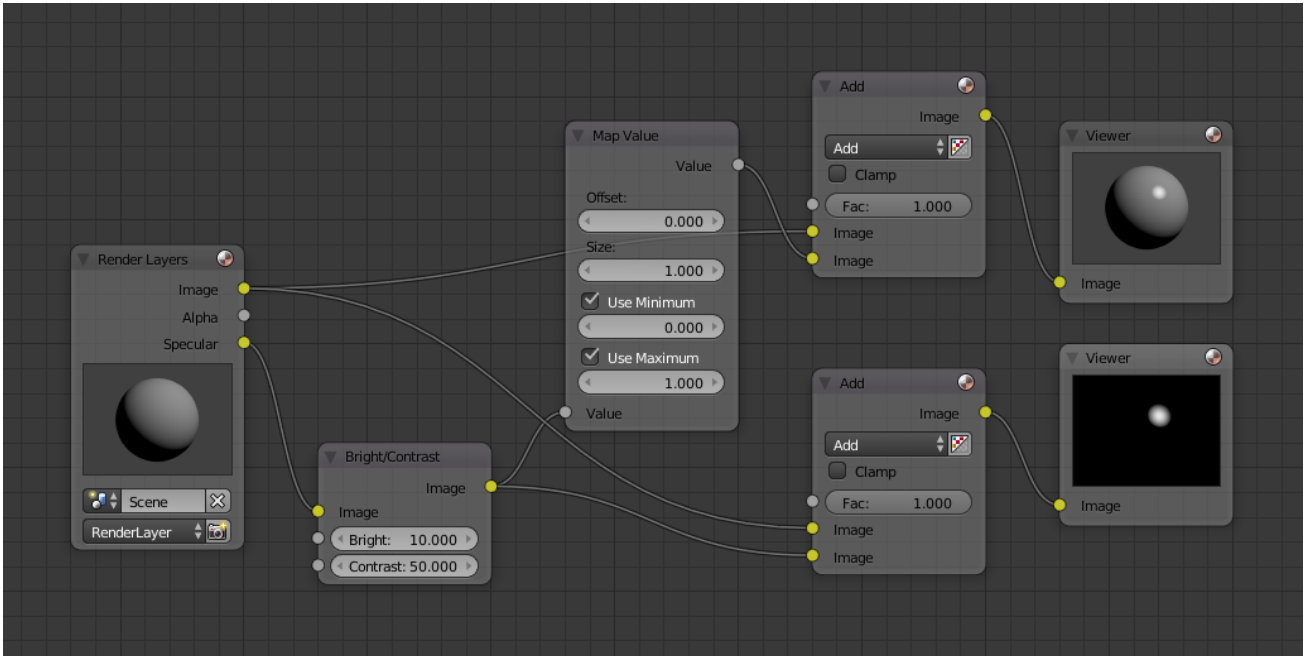 Render Layers
Image
Alpha
Specular
Scene
RenderLayer
Bright/Contrast
Image
Image
Bright: 10.000
Contrast: 50.000
Map Value
Value
Offset:
0.000
Size:
1.000
Use Minimum
0.000
Use Maximum
1.000
Value
Add
Image
Add
Clamp
Fac: 1.000
Image
Image
Viewer
Image
Add
Image
Add
Clamp
Fac: 1.000
Image
Image
Viewer
Image